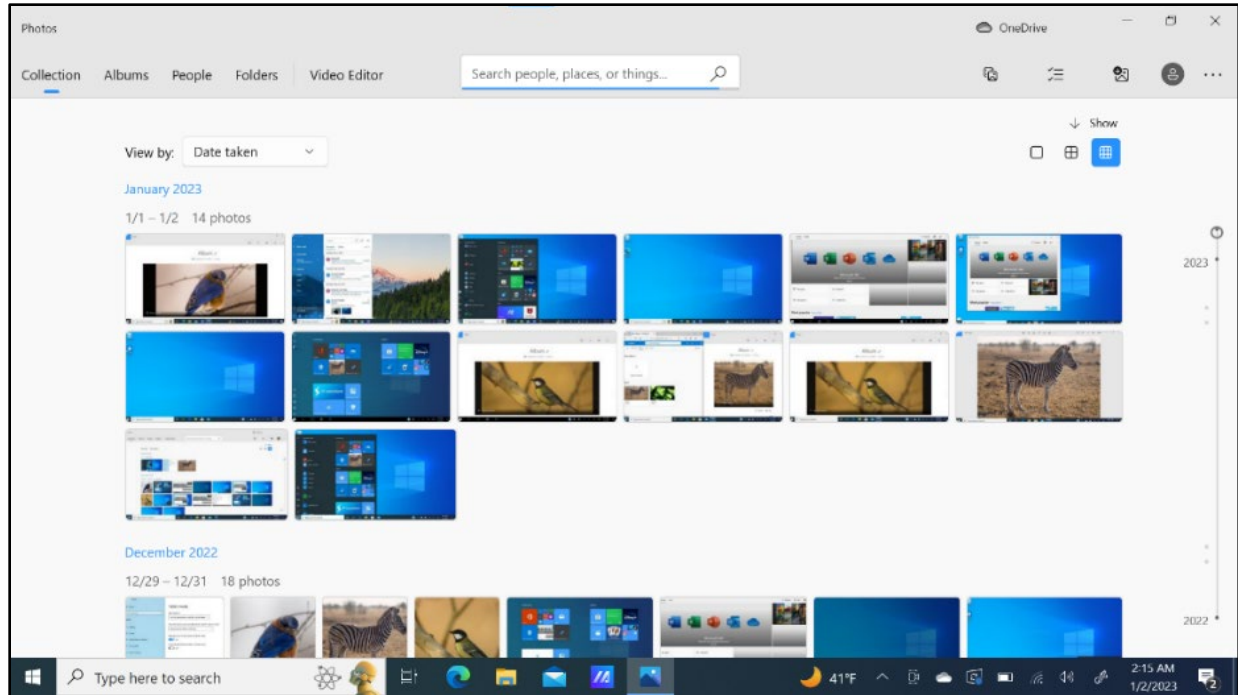 Photos
OneDrive
Collection Albums People Folders Video Editor
Search people, places, or things...
Show
View by: Date taken
January 2023
1/1 – 1/2 14 photos
2023
December 2022
12/29 – 12/31 18 photos
2022
Type here to search
41°F
2:15 AM
1/2/2023
2